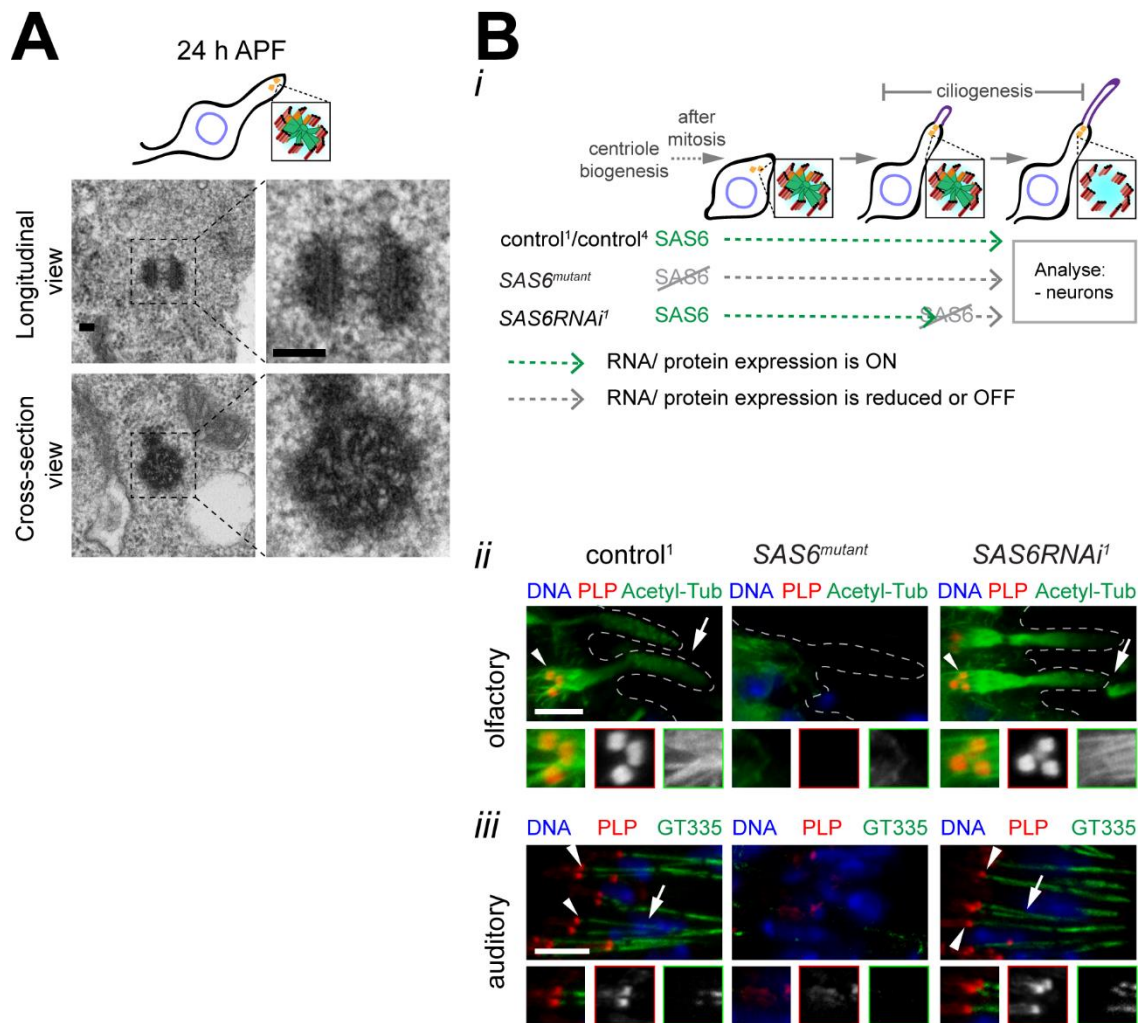 A
24 h APF
Longitudinal
view
Cross-section
view
B
i
ciliogenesis
after
mitosis
centriole
biogenesis
control¹/control⁴ SAS6
SAS6ᵐᵘᵗᵃⁿᵗ SAS6
SAS6RNAi¹ SAS6 SAS6
Analyse:
- neurons
RNA/ protein expression is ON
RNA/ protein expression is reduced or OFF
ii
control¹ SAS6ᵐᵘᵗᵃⁿᵗ SAS6RNAi¹
DNA PLP Acetyl-Tub DNA PLP Acetyl-Tub DNA PLP Acetyl-Tub
olfactory
iii
DNA PLP GT335 DNA PLP GT335 DNA PLP GT335
auditory